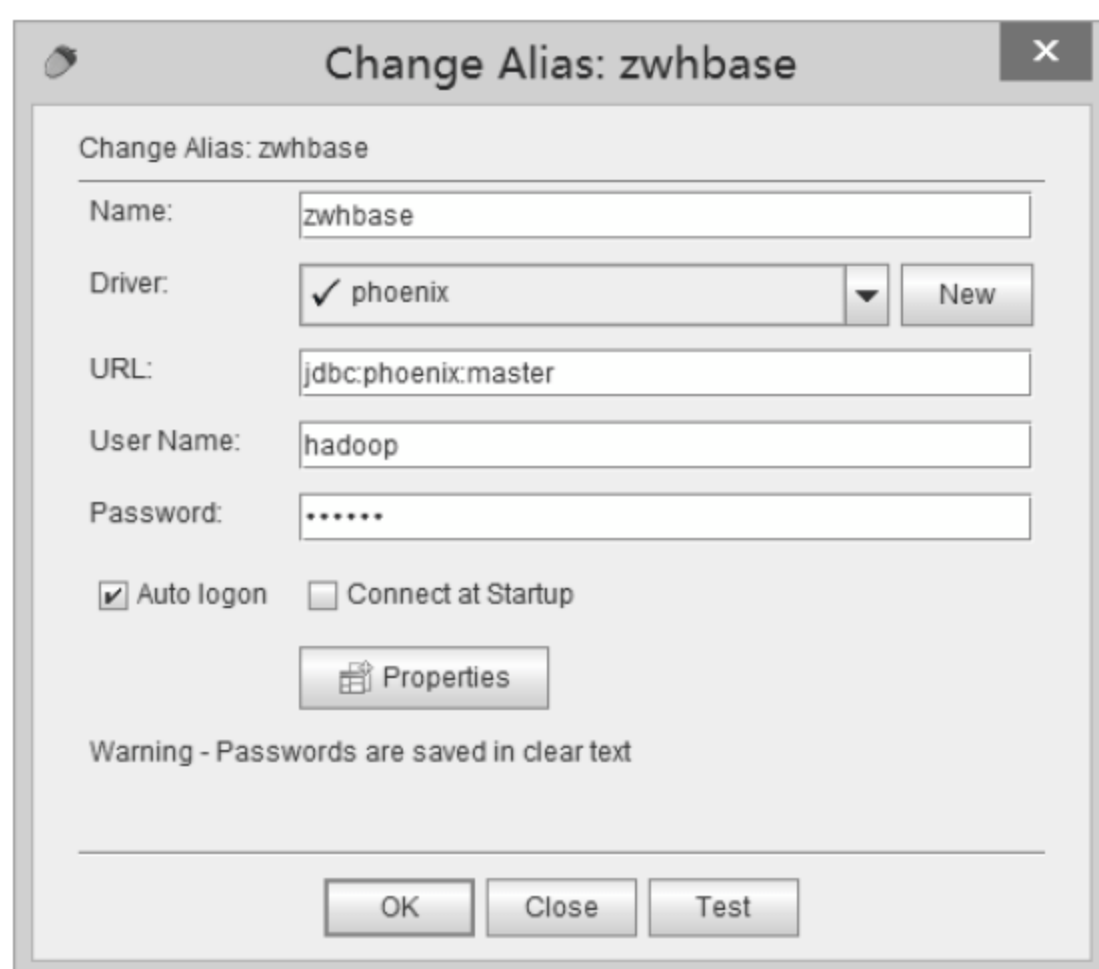 Change Alias: zwhbase
Change Alias: zwhbase
Name: zwhbase
Driver: phoenix New
URL: jdbc:phoenix:master
User Name: hadoop
Password: ••••••
Auto logon Connect at Startup
Properties
Warning - Passwords are saved in clear text
OK Close Test